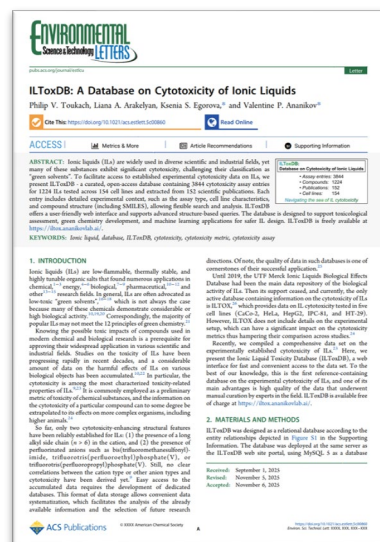 ENVIRONMENTAL
Science & Technology
LETTERS
pubs.acs.org/journal/estlcu
Letter
ILToxDB: A Database on Cytotoxicity of Ionic Liquids
Philip V. Toukach, Liana A. Arakelyan, Ksenia S. Egorova,* and Valentine P. Ananikov*
Cite This: https://doi.org/10.1021/acs.estlett.5c00860
Read Online
ACCESS
Metrics & More
Article Recommendations
Supporting Information
ABSTRACT: Ionic liquids (ILs) are widely used in diverse scientific and industrial fields, yet
many of these substances exhibit significant cytotoxicity, challenging their classification as
"green solvents". To facilitate access to established experimental cytotoxicity data on ILs, we
present ILToxDB - a curated, open-access database containing 3844 cytotoxicity assay entries
for 1224 ILs tested across 154 cell lines and extracted from 152 scientific publications. Each
entry includes detailed experimental context, such as the assay type, cell line characteristics,
and compound structure (including SMILES), allowing flexible search and analysis. ILToxDB
offers a user-friendly web interface and supports advanced structure-based queries. The database is designed to support toxicological
assessment, green chemistry development, and machine learning applications for safer IL design. ILToxDB is freely available at
https://iltox.ananikovlab.ai/.
ILToxDB:
Database on Cytotoxicity of Ionic Liquids
• Assay entries: 3844
• Compounds: 1224
• Publications: 152
• Cell lines: 154
Navigating the sea of IL cytotoxicity
KEYWORDS: Ionic liquid, database, ILToxDB, cytotoxicity, cytotoxicity metric, cytotoxicity assay
1. INTRODUCTION
Ionic liquids (ILs) are low-flammable, thermally stable, and
highly tunable organic salts that found numerous applications in
chemical, energy, biological, pharmaceutical, and
other research fields. In general, ILs are often advocated as
low-toxic "green solvents", which is not always the case
because many of these chemicals demonstrate considerable or
high biological activity. Correspondingly, the majority of
popular ILs may not meet the 12 principles of green chemistry.
Knowing the possible toxic impacts of compounds used in
modern chemical and biological research is a prerequisite for
approving their widespread application in various scientific and
industrial fields. Studies on the toxicity of ILs have been
progressing rapidly in recent decades, and a considerable
amount of data on the harmful effects of ILs on various
biological objects has been accumulated. In particular, the
cytotoxicity is among the most characterized toxicity-related
properties of ILs. It is commonly employed as a preliminary
metric of toxicity of chemical substances, and the information on
the cytotoxicity of a particular compound can to some degree be
extrapolated to its effects on more complex organisms, including
higher animals.
So far, only two cytotoxicity-enhancing structural features
have been reliably established for ILs: (1) the presence of a long
alkyl side chain (n > 6) in the cation, and (2) the presence of
perfluorinated anions such as bis(trifluoromethanesulfonyl)-
imide, trifluorotris(perfluoroethyl)phosphate(V), or
trifluorotris(perfluoropropyl)phosphate(V). Still, no clear
correlations between the cation type or other anion types and
cytotoxicity have been derived yet. Easy access to the
accumulated data requires the development of dedicated
databases. This format of data storage allows convenient data
systematization, which facilitates the analysis of the already
available information and the selection of future research
directions. Of note, the quality of data in such databases is one of
cornerstones of their successful application.
Until 2019, the UFT Merck Ionic Liquids Biological Effects
Database had been the main data repository of the biological
activity of ILs. Then its support ceased, and currently, the only
active database containing information on the cytotoxicity of ILs
is ILTOX, which provides data on IL cytotoxicity tested in five
cell lines (CaCo-2, HeLa, HepG2, IPC-81, and HT-29).
However, ILTOX does not include details on the experimental
setup, which can have a significant impact on the cytotoxicity
metrics thus hampering their comparison across studies.
Recently, we compiled a comprehensive data set on the
experimentally established cytotoxicity of ILs. Here, we
present the Ionic Liquid Toxicity Database (ILToxDB), a web
interface for fast and convenient access to the data set. To the
best of our knowledge, this is the first reference-containing
database on the experimental cytotoxicity of ILs, and one of its
main advantages is high quality of the data that underwent
manual curation by experts in the field. ILToxDB is available free
of charge at https://iltox.ananikovlab.ai/.
2. MATERIALS AND METHODS
ILToxDB was designed as a relational database according to the
entity relationships depicted in Figure S1 in the Supporting
Information. The database was deployed at the same server as
the ILToxDB web site portal, using MySQL 5 as a database
Received: September 1, 2025
Revised: November 5, 2025
Accepted: November 6, 2025
ACS Publications
© XXXX American Chemical Society
A
https://doi.org/10.1021/acs.estlett.5c00860
Environ. Sci. Technol. Lett. XXXX, XXX, XXX−XXX